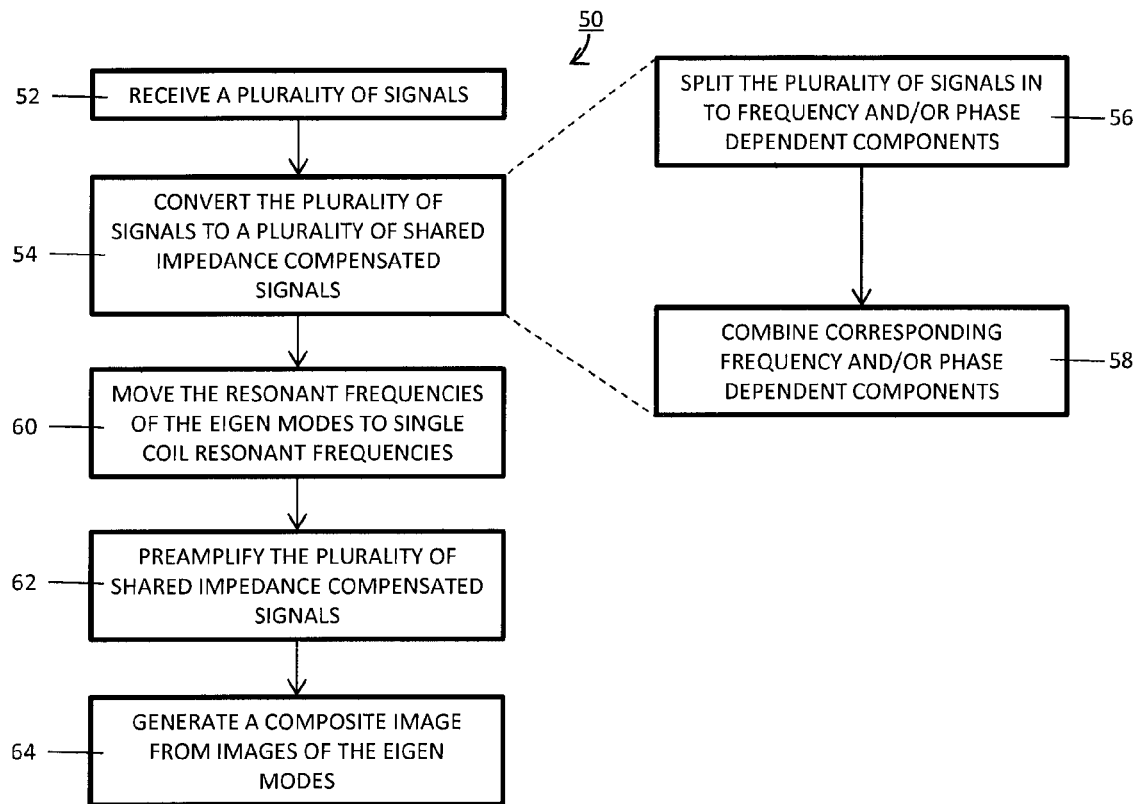 50
52
RECEIVE A PLURALITY OF SIGNALS
54
CONVERT THE PLURALITY OF
SIGNALS TO A PLURALITY OF SHARED
IMPEDANCE COMPENSATED
SIGNALS
60
MOVE THE RESONANT FREQUENCIES
OF THE EIGEN MODES TO SINGLE
COIL RESONANT FREQUENCIES
62
PREAMPLIFY THE PLURALITY OF
SHARED IMPEDANCE COMPENSATED
SIGNALS
64
GENERATE A COMPOSITE IMAGE
FROM IMAGES OF THE EIGEN
MODES
SPLIT THE PLURALITY OF SIGNALS IN
TO FREQUENCY AND/OR PHASE
DEPENDENT COMPONENTS
56
COMBINE CORRESPONDING
FREQUENCY AND/OR PHASE
DEPENDENT COMPONENTS
58